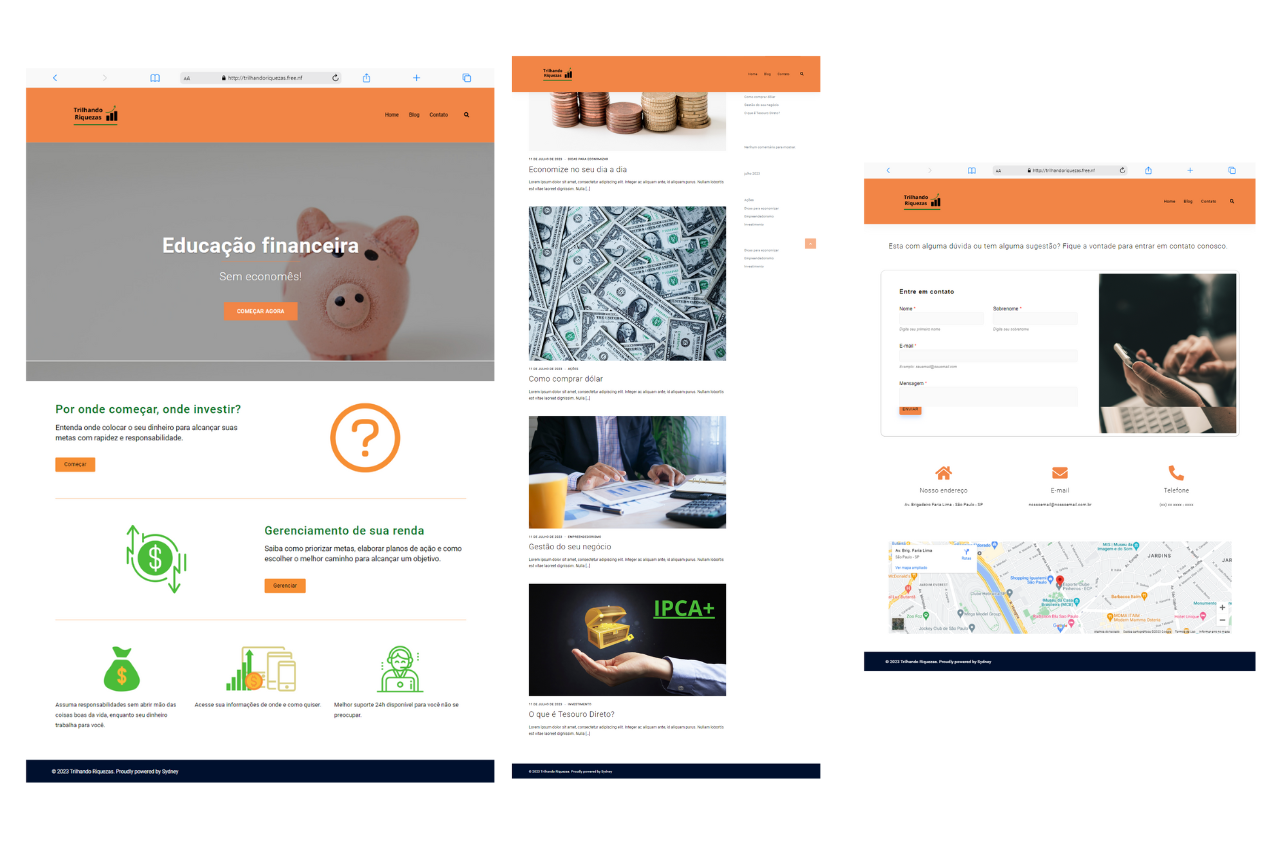 AA http://trilhandoriquezas.free.nf
Trilhando
Riquezas
Home Blog Contato
Educação financeira
Sem economês!
COMEÇAR AGORA
Por onde começar, onde investir?
Entenda onde colocar o seu dinheiro para alcançar suas
metas com rapidez e responsabilidade.
Começar
Gerenciamento de sua renda
Saiba como priorizar metas, elaborar planos de ação e como
escolher o melhor caminho para alcançar um objetivo.
Gerenciar
Assuma responsabilidades sem abrir mão das
coisas boas da vida, enquanto seu dinheiro
trabalha para você.
Acesse sua informações de onde e como quiser.
Melhor suporte 24h disponível para você não se
preocupar.
© 2023 Trilhando Riquezas. Proudly powered by Sydney
Trilhando
Riquezas
Home Blog Contato
Como comprar dólar
Gestão do seu negócio
O que é Tesouro Direto?
Nenhum comentário para mostrar.
julho 2023
Ações
Dicas para economizar
Empreendedorismo
Investimento
Dicas para economizar
Empreendedorismo
Investimento
11 DE JULHO DE 2023 - DICAS PARA ECONOMIZAR
Economize no seu dia a dia
Lorem ipsum dolor sit amet, consectetur adipiscing elit. Integer ac aliquam ante, id aliquam purus. Nullam lobortis
est vitae laoreet dignissim. Nulla [...]
11 DE JULHO DE 2023 - AÇÕES
Como comprar dólar
Lorem ipsum dolor sit amet, consectetur adipiscing elit. Integer ac aliquam ante, id aliquam purus. Nullam lobortis
est vitae laoreet dignissim. Nulla [...]
11 DE JULHO DE 2023 - EMPREENDEDORISMO
Gestão do seu negócio
Lorem ipsum dolor sit amet, consectetur adipiscing elit. Integer ac aliquam ante, id aliquam purus. Nullam lobortis
est vitae laoreet dignissim. Nulla [...]
IPCA+
11 DE JULHO DE 2023 - INVESTIMENTO
O que é Tesouro Direto?
Lorem ipsum dolor sit amet, consectetur adipiscing elit. Integer ac aliquam ante, id aliquam purus. Nullam lobortis
est vitae laoreet dignissim. Nulla [...]
© 2023 Trilhando Riquezas. Proudly powered by Sydney
AA http://trilhandoriquezas.free.nf
Trilhando
Riquezas
Home Blog Contato
Esta com alguma dúvida ou tem alguma sugestão? Fique a vontade para entrar em contato conosco.
Entre em contato
Nome * Sobrenome *
Digite seu primeiro nome Digite seu sobrenome
E-mail *
Exemplo: seuemail@seuemail.com
Mensagem *
ENVIAR
Nosso endereço E-mail Telefone
Av. Brigadeiro Faria Lima - São Paulo - SP nossoemail@nossoemail.com.br
Av. Brig. Faria Lima
São Paulo - SP
Rotas
Ver mapa ampliado
JARDINS
Shopping Iguatemi
São Paulo
Jockey Club de São Paulo
© 2023 Trilhando Riquezas. Proudly powered by Sydney